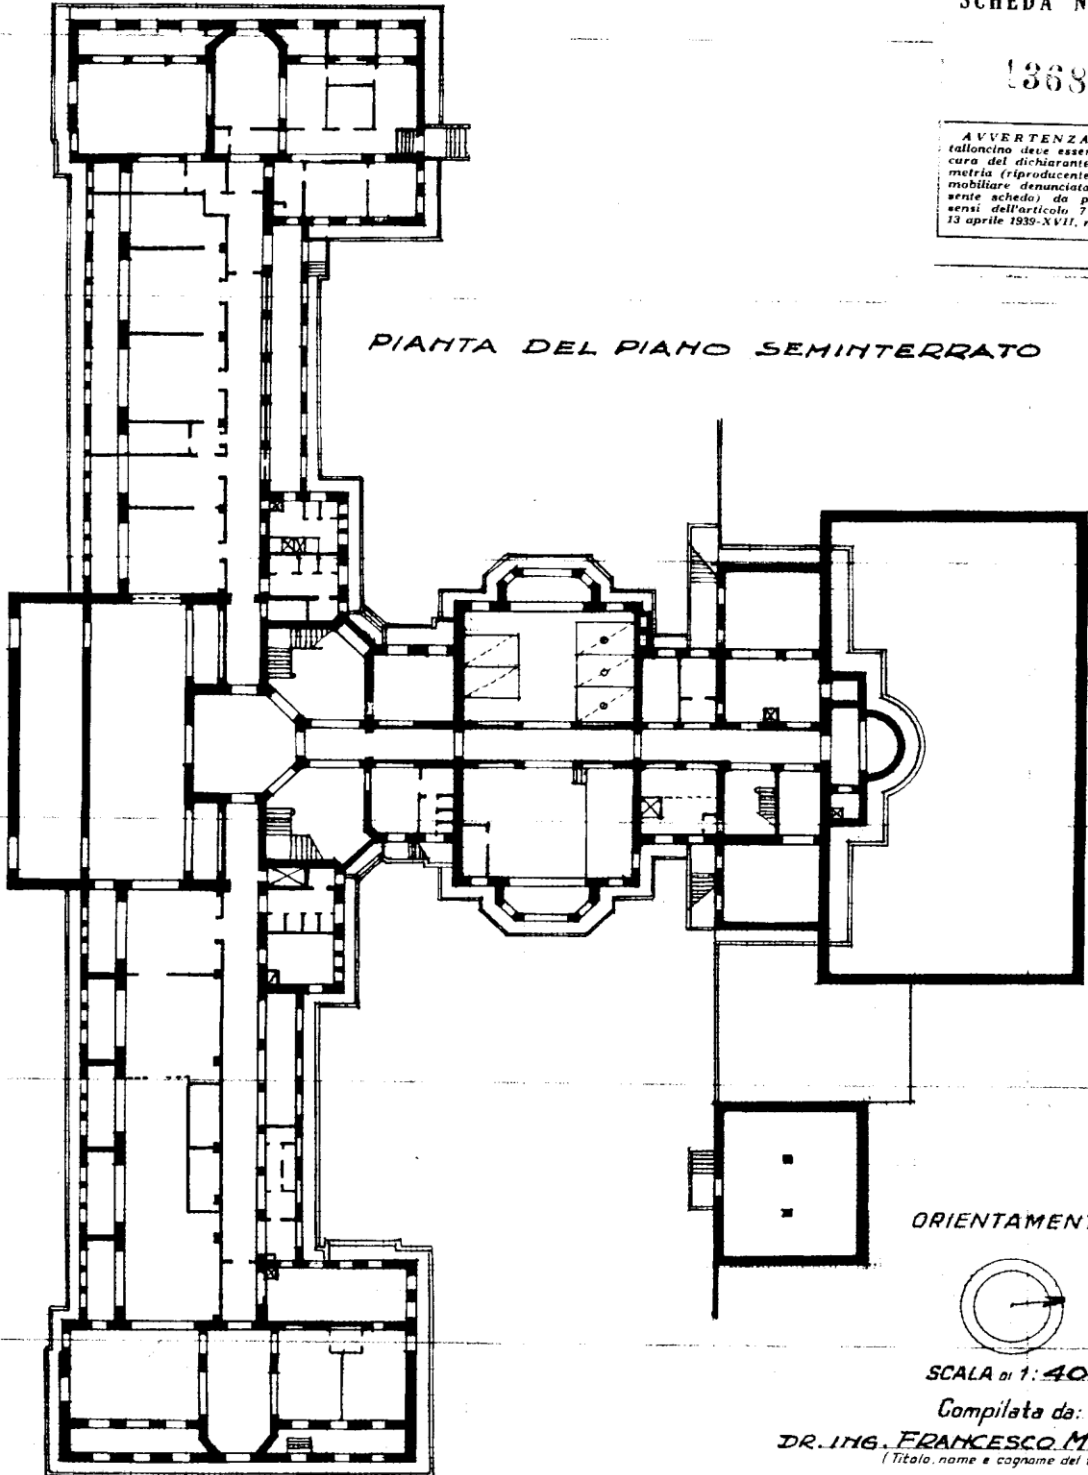 SCHEDA N
1368
AVVERTENZA
talloncino deve esser
cura del dichiarante
metria (riproducente
mobiliare denunciata
sente scheda) da p
sensi dell'articolo 7
13 aprile 1939-XVII, n
PIANTA DEL PIANO SEMINTERRATO
ORIENTAMENT
SCALA DI 1:40
Compilata da:
DR. ING. FRANCESCO M
(Titolo, nome e cognome del